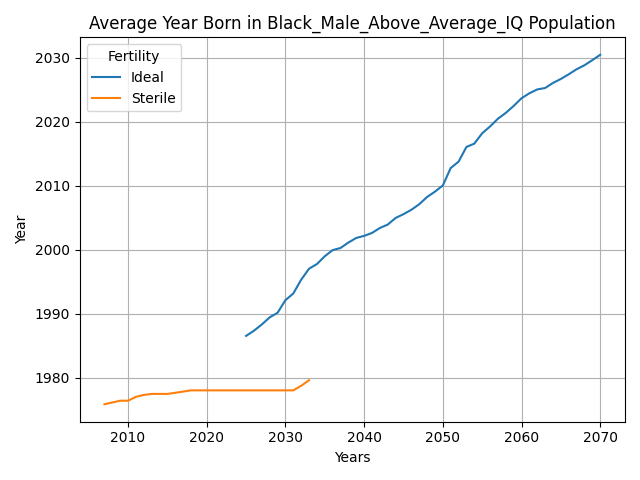 Average Year Born in Black_Male_Above_Average_IQ Population
Fertility
Ideal
Sterile
2030
2020
2010
2000
1990
1980
Year
2010
2020
2030
2040
2050
2060
2070
Years